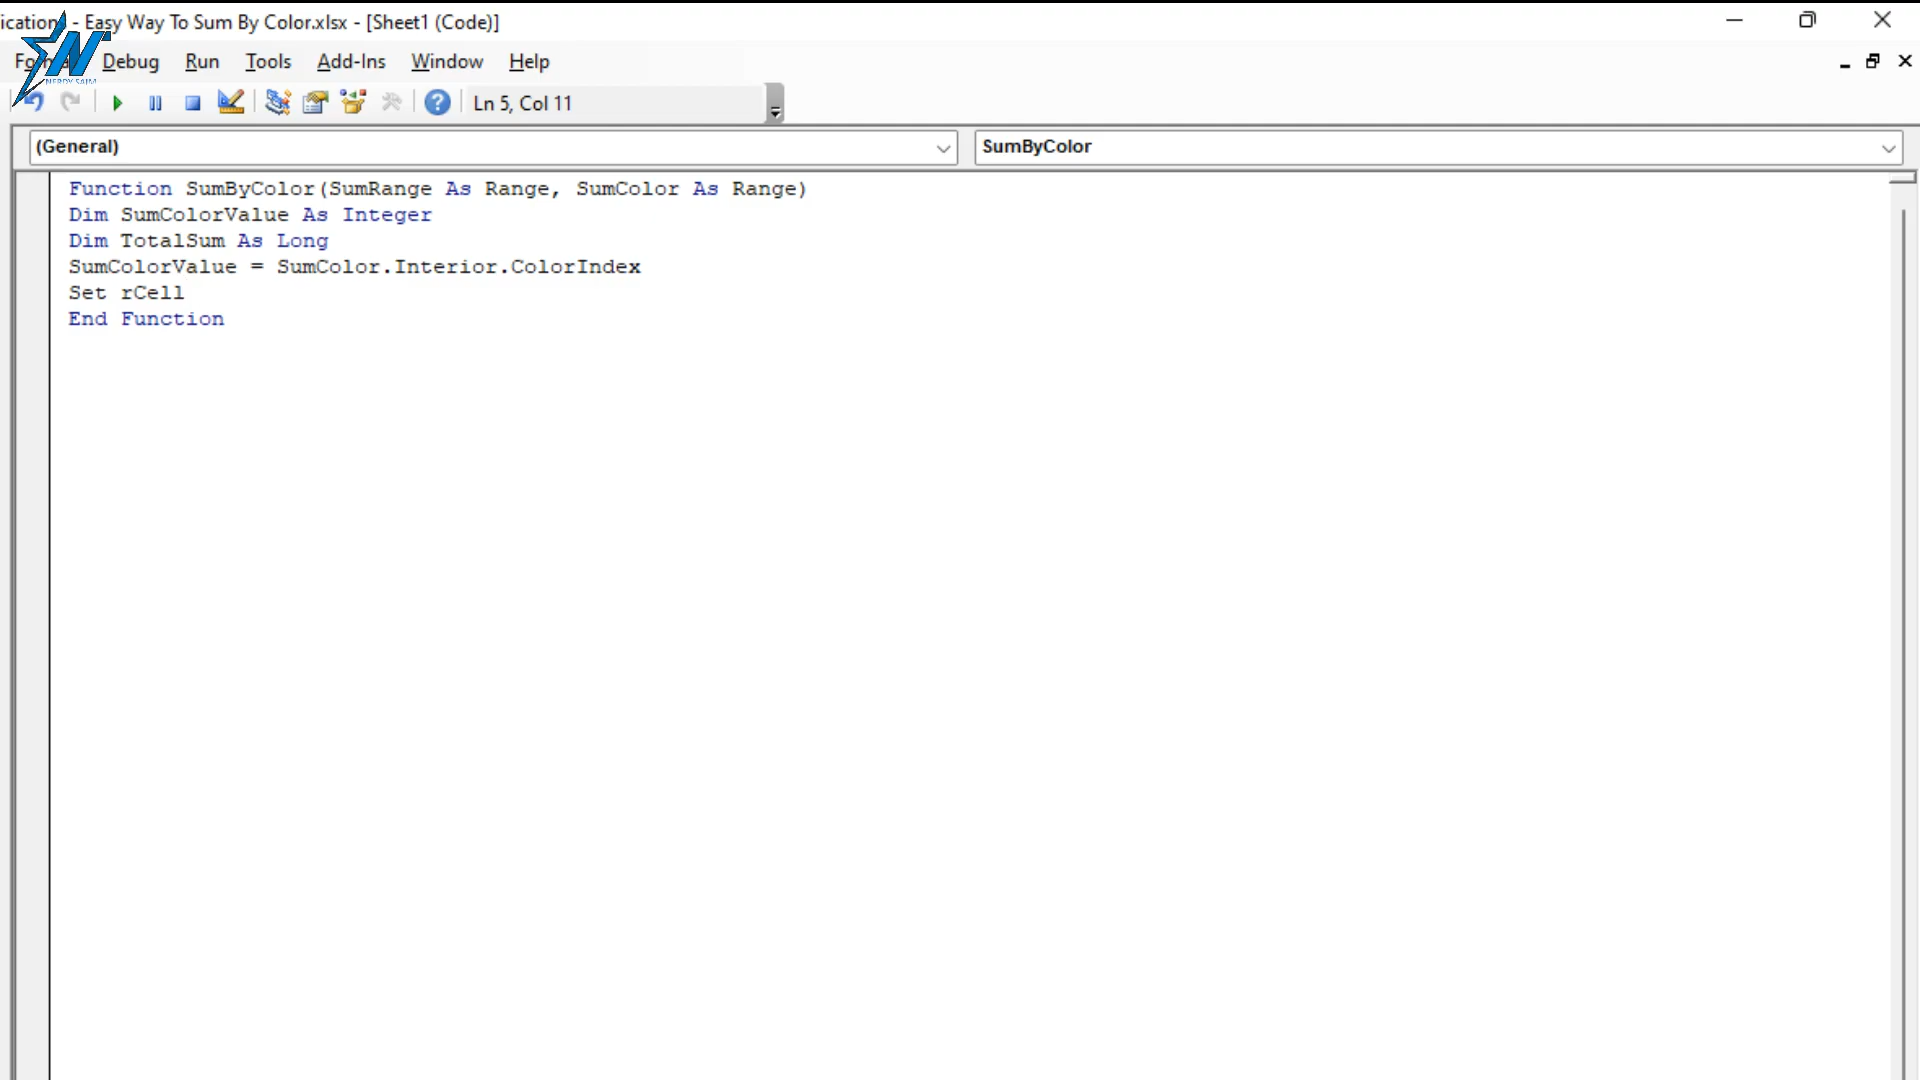 ication - Easy Way To Sum By Color.xlsx - [Sheet1 (Code)]
Debug Run Tools Add-Ins Window Help
N
NERDY SAIM
Ln 5, Col 11
(General) SumByColor
Function SumByColor(SumRange As Range, SumColor As Range)
Dim SumColorValue As Integer
Dim TotalSum As Long
SumColorValue = SumColor.Interior.ColorIndex
Set rCell
End Function